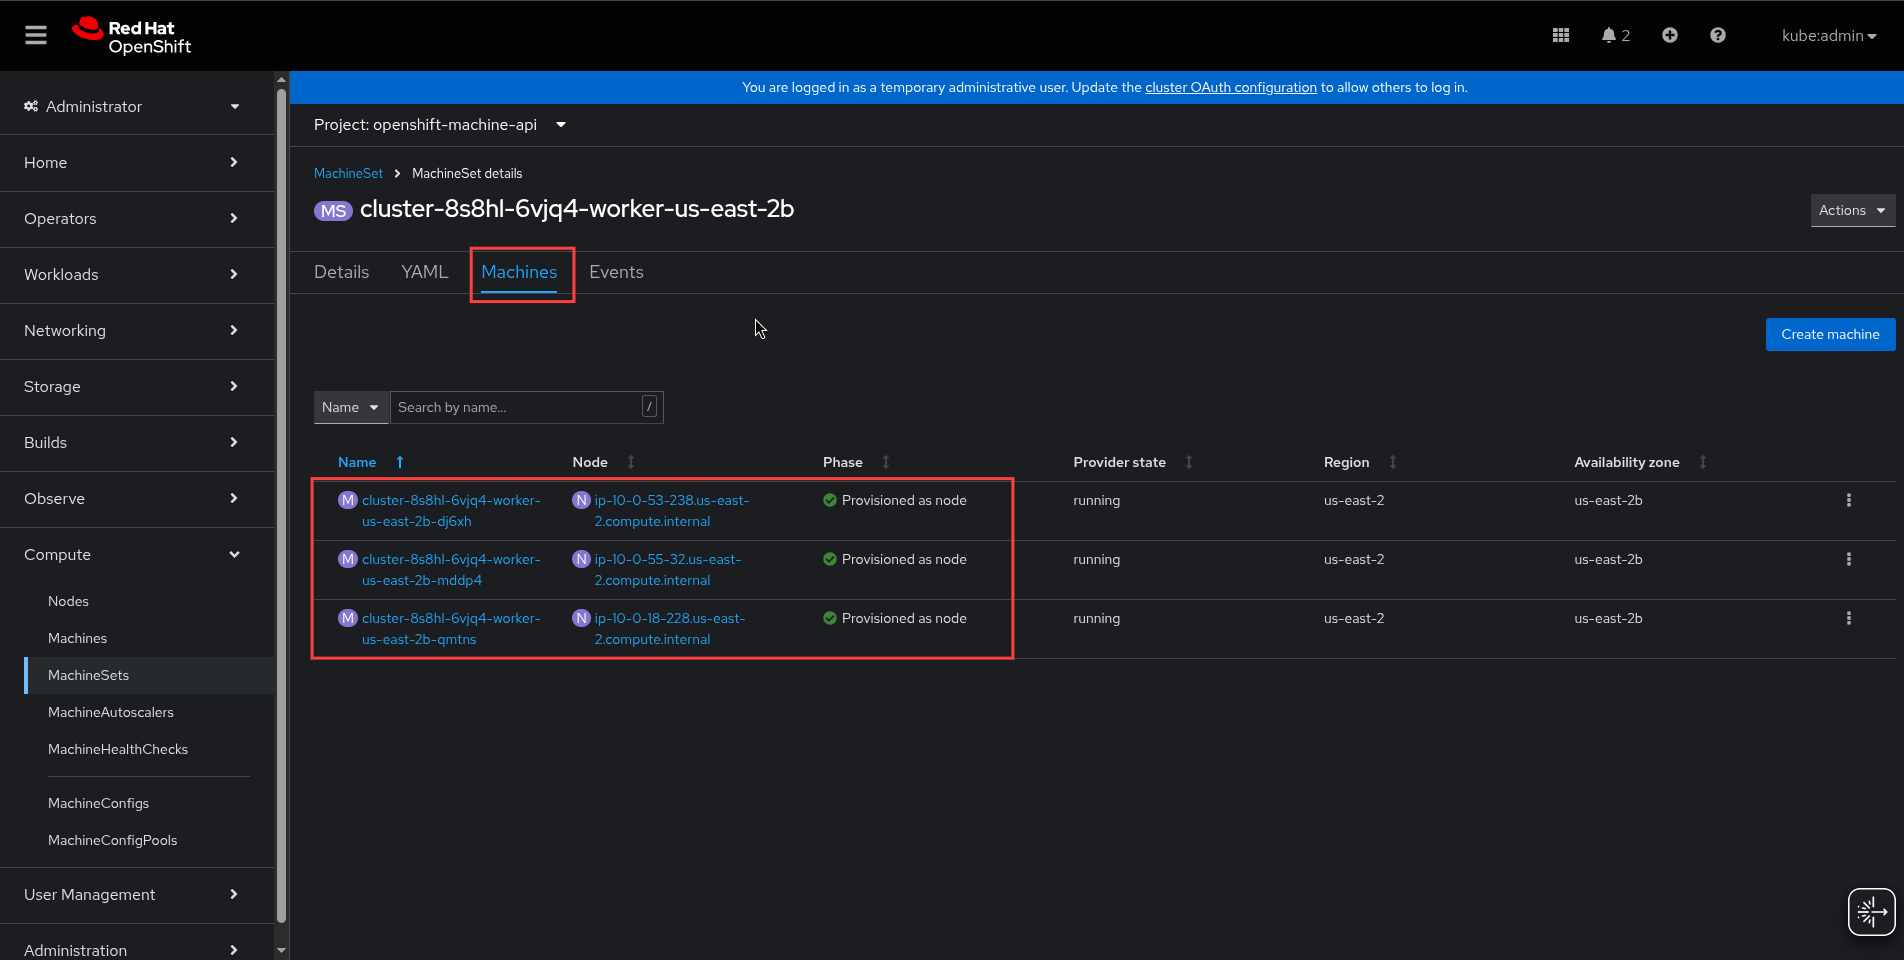 Red Hat
OpenShift
2
kube:admin
Administrator
Home
Operators
Workloads
Networking
Storage
Builds
Observe
Compute
Nodes
Machines
MachineSets
MachineAutoscalers
MachineHealthChecks
MachineConfigs
MachineConfigPools
User Management
Administration
You are logged in as a temporary administrative user. Update the cluster OAuth configuration to allow others to log in.
Project: openshift-machine-api
MachineSet > MachineSet details
MS cluster-8s8hl-6vjq4-worker-us-east-2b
Actions
Details YAML Machines Events
Create machine
Name Search by name... /
Name Node Phase Provider state Region Availability zone
M cluster-8s8hl-6vjq4-worker- N ip-10-0-53-238.us-east- Provisioned as node running us-east-2 us-east-2b
us-east-2b-dj6xh 2.compute.internal
M cluster-8s8hl-6vjq4-worker- N ip-10-0-55-32.us-east- Provisioned as node running us-east-2 us-east-2b
us-east-2b-mddp4 2.compute.internal
M cluster-8s8hl-6vjq4-worker- N ip-10-0-18-228.us-east- Provisioned as node running us-east-2 us-east-2b
us-east-2b-qmtns 2.compute.internal